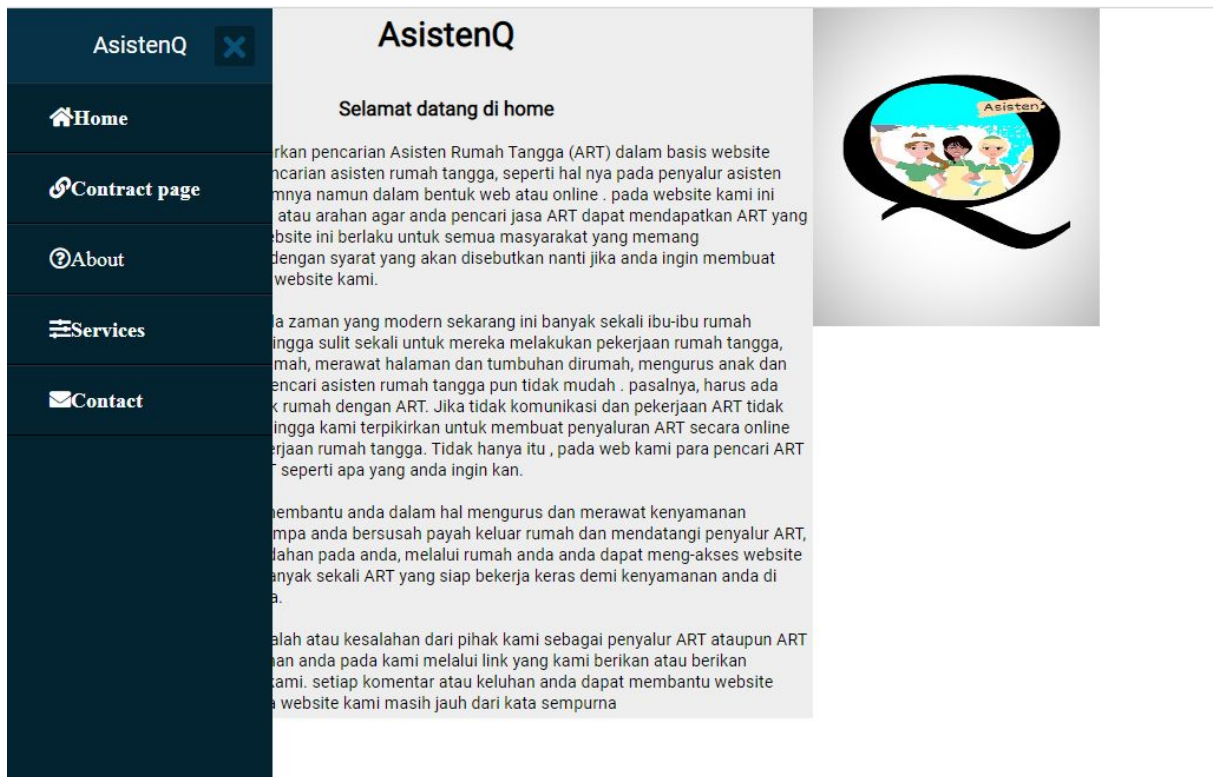 AsistenQ
Home
Contract page
About
Services
Contact
AsistenQ
Selamat datang di home
rkan pencarian Asisten Rumah Tangga (ART) dalam basis website
ncarian asisten rumah tangga, seperti hal nya pada penyalur asisten
mnya namun dalam bentuk web atau online . pada website kami ini
atau arahan agar anda pencari jasa ART dapat mendapatkan ART yang
ebsite ini berlaku untuk semua masyarakat yang memang
dengan syarat yang akan disebutkan nanti jika anda ingin membuat
website kami.
la zaman yang modern sekarang ini banyak sekali ibu-ibu rumah
ingga sulit sekali untuk mereka melakukan pekerjaan rumah tangga,
mah, merawat halaman dan tumbuhan dirumah, mengurus anak dan
encari asisten rumah tangga pun tidak mudah . pasalnya, harus ada
k rumah dengan ART. Jika tidak komunikasi dan pekerjaan ART tidak
ingga kami terpikirkan untuk membuat penyaluran ART secara online
erjaan rumah tangga. Tidak hanya itu , pada web kami para pencari ART
seperti apa yang anda ingin kan.
membantu anda dalam hal mengurus dan merawat kenyamanan
mpa anda bersusah payah keluar rumah dan mendatangi penyalur ART,
dahan pada anda, melalui rumah anda anda dapat meng-akses website
anyak sekali ART yang siap bekerja keras demi kenyamanan anda di
a.
alah atau kesalahan dari pihak kami sebagai penyalur ART ataupun ART
nan anda pada kami melalui link yang kami berikan atau berikan
kami. setiap komentar atau keluhan anda dapat membantu website
a website kami masih jauh dari kata sempurna
Asisten